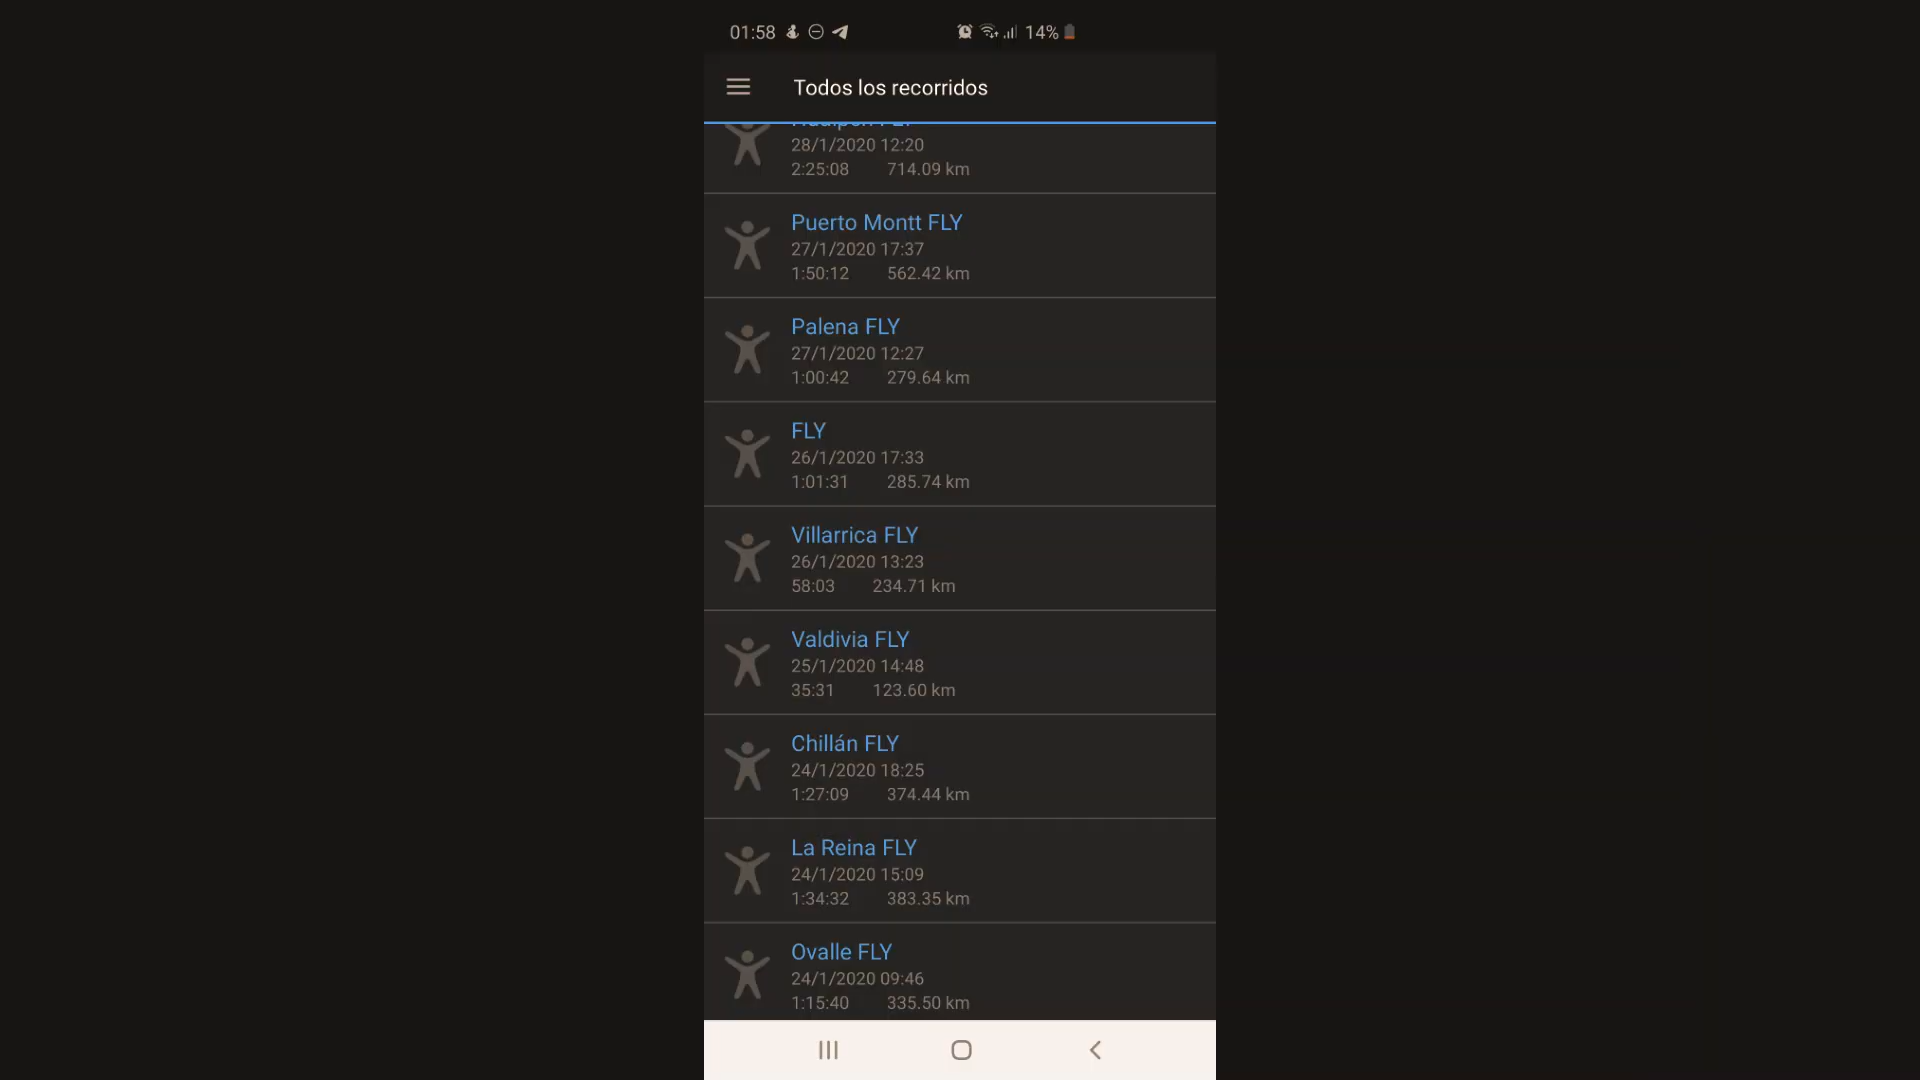 01:58 14%
Todos los recorridos
28/1/2020 12:20
2:25:08 714.09 km
Puerto Montt FLY
27/1/2020 17:37
1:50:12 562.42 km
Palena FLY
27/1/2020 12:27
1:00:42 279.64 km
FLY
26/1/2020 17:33
1:01:31 285.74 km
Villarrica FLY
26/1/2020 13:23
58:03 234.71 km
Valdivia FLY
25/1/2020 14:48
35:31 123.60 km
Chillán FLY
24/1/2020 18:25
1:27:09 374.44 km
La Reina FLY
24/1/2020 15:09
1:34:32 383.35 km
Ovalle FLY
24/1/2020 09:46
1:15:40 335.50 km